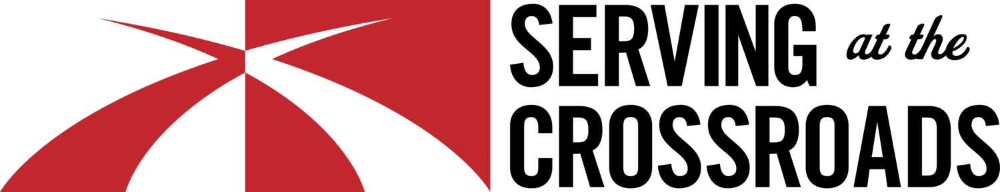 SERVING at the
CROSSROADS